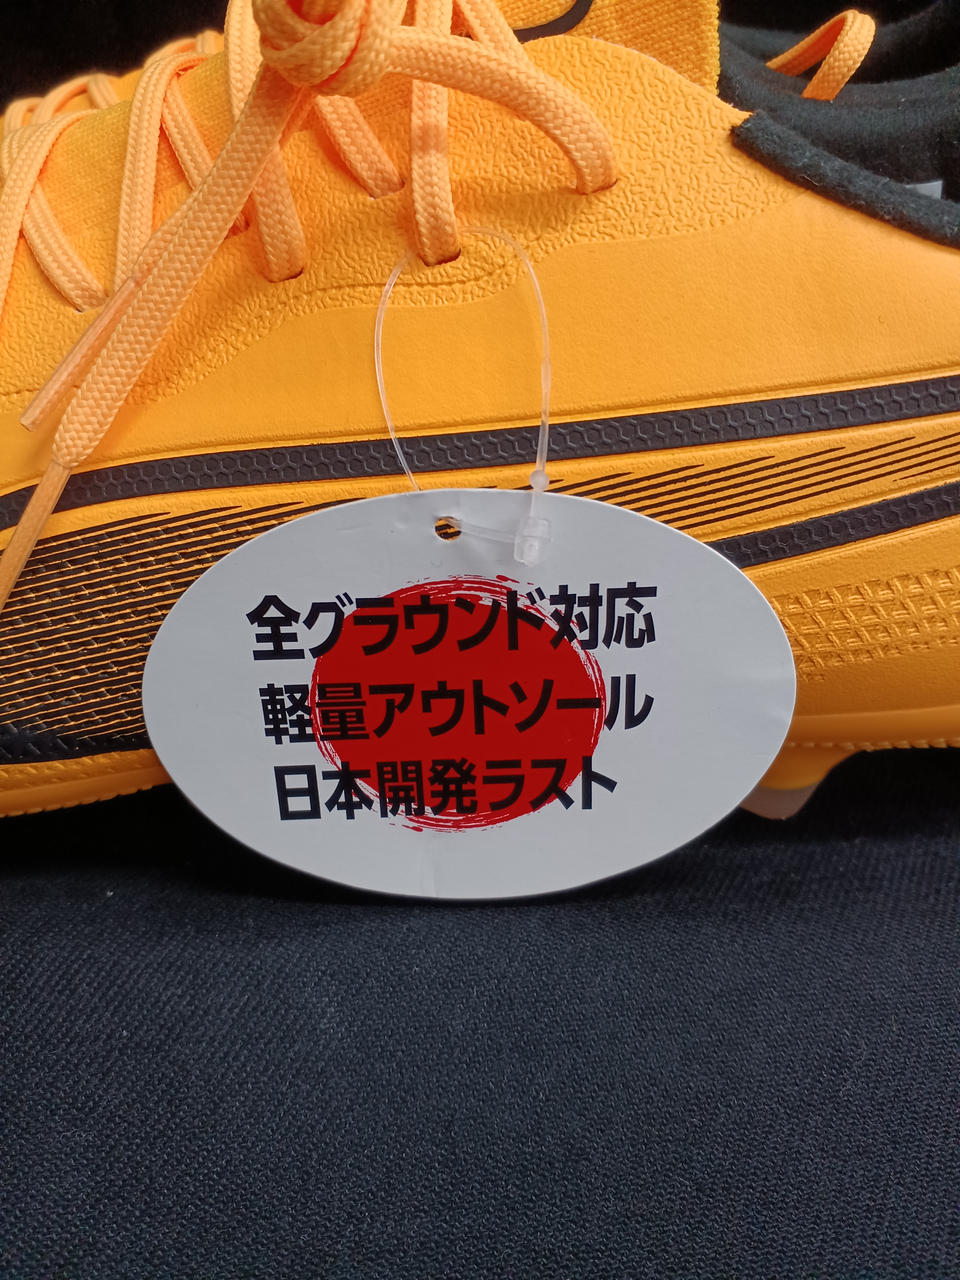 全グラウンド対応
軽量アウトソール
日本開発ラスト